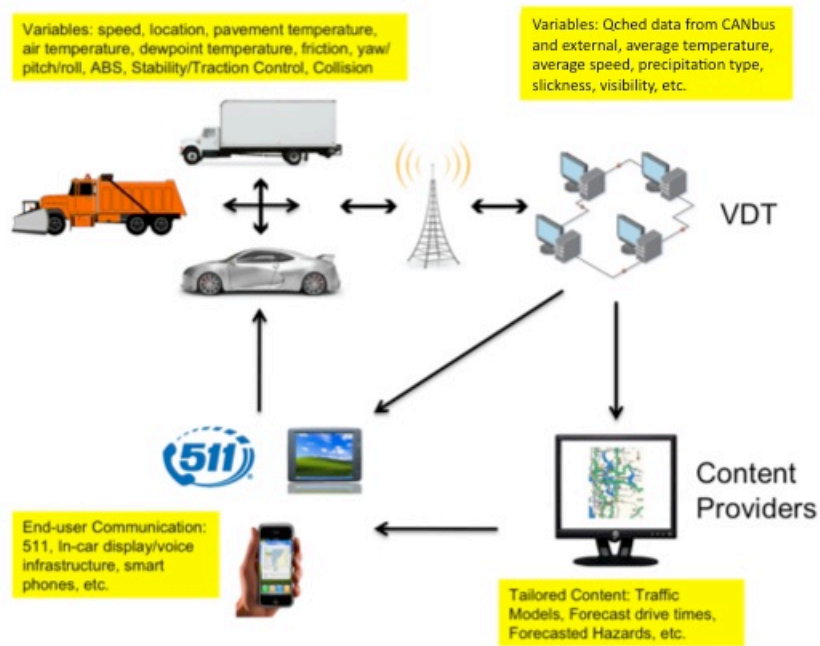 Variables: speed, location, pavement temperature,
air temperature, dewpoint temperature, friction, yaw/
pitch/roll, ABS, Stability/Traction Control, Collision
Variables: Qched data from CANbus
and external, average temperature,
average speed, precipitation type,
slickness, visibility, etc.
VDT
511
Content
Providers
End-user Communication:
511, In-car display/voice
infrastructure, smart
phones, etc.
Tailored Content: Traffic
Models, Forecast drive times,
Forecasted Hazards, etc.